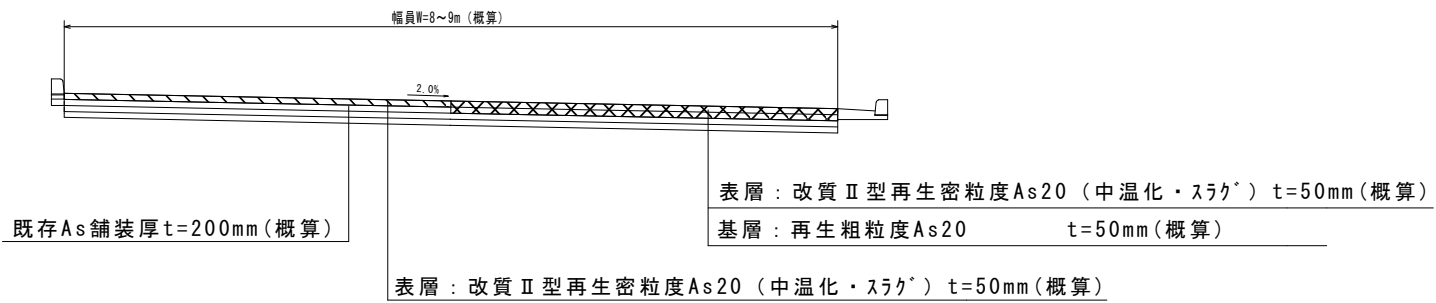 幅員W=8～9m（概算）
2.0%
表層：改質Ⅱ型再生密粒度As20（中温化・ｽﾗｸﾞ）t=50mm(概算)
既存As舗装厚t=200mm(概算)
基層：再生粗粒度As20 t=50mm(概算)
表層：改質Ⅱ型再生密粒度As20（中温化・ｽﾗｸﾞ）t=50mm(概算)